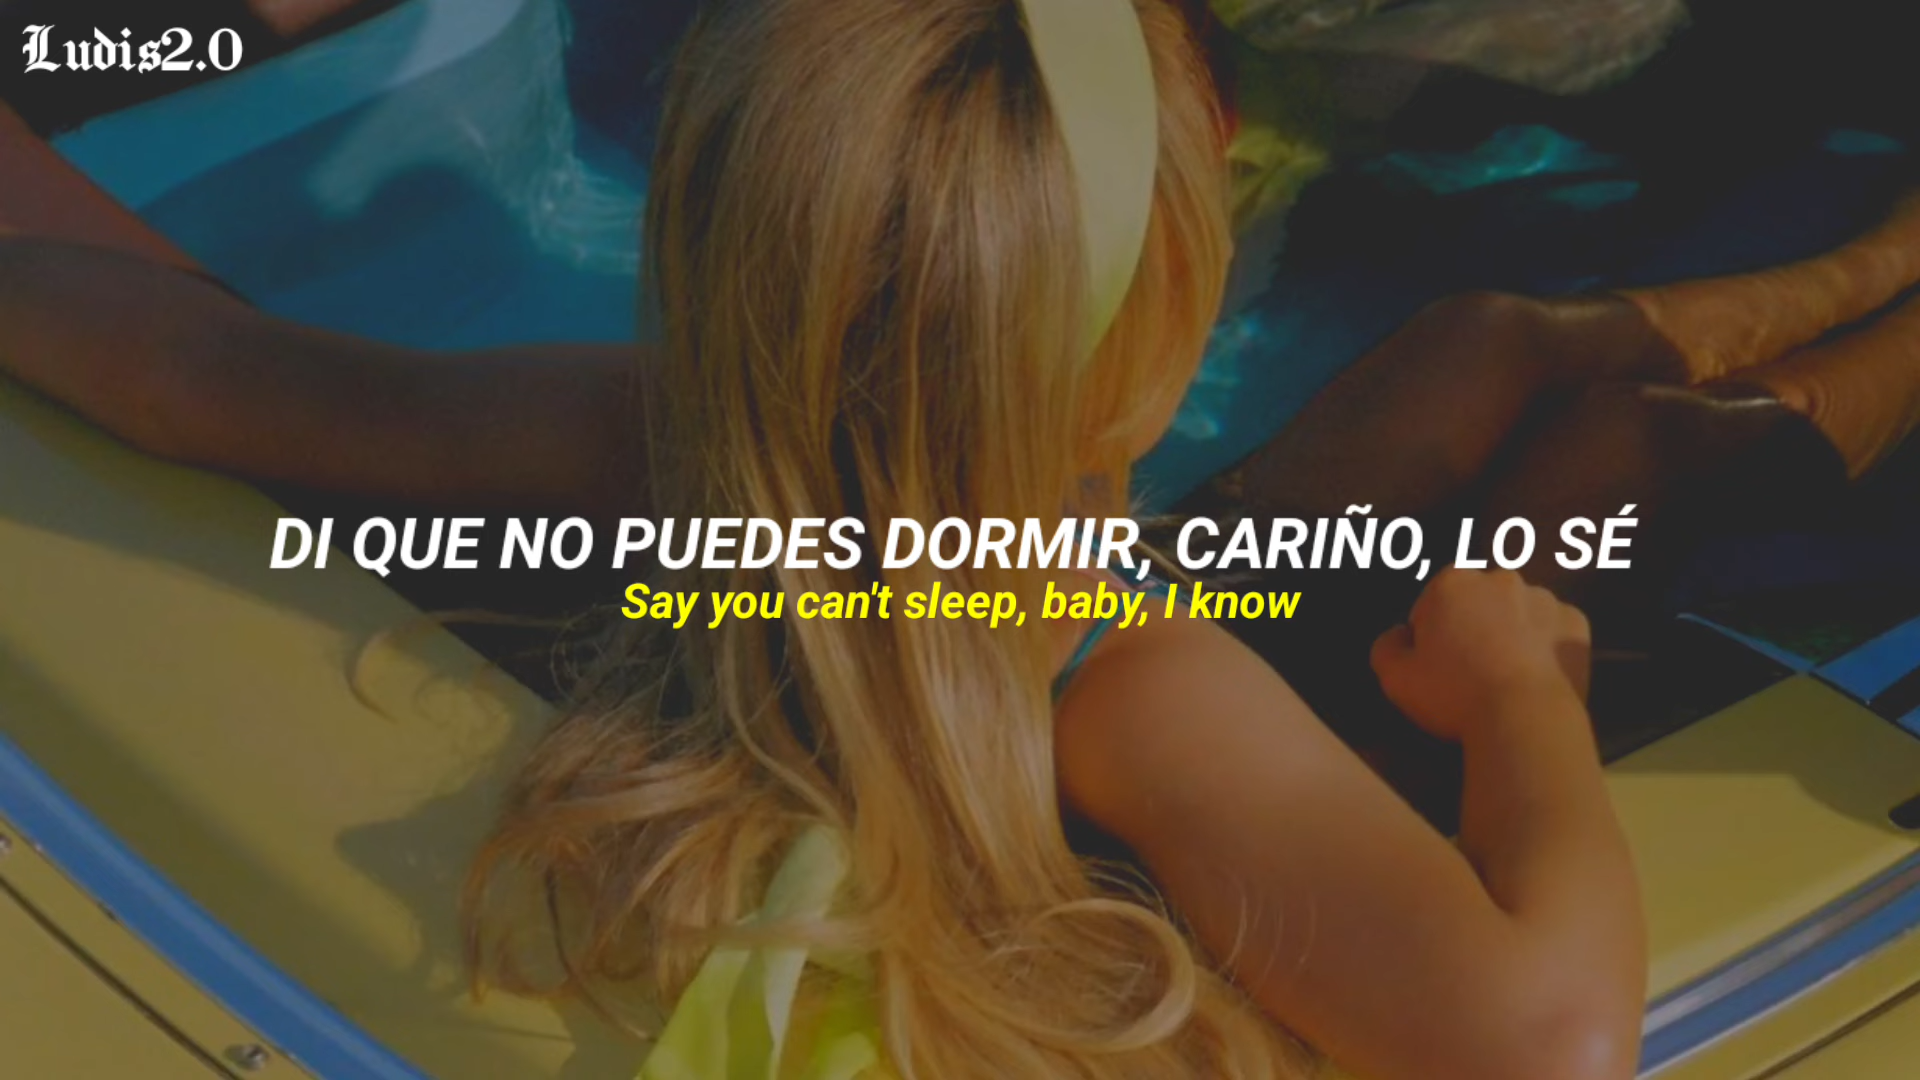 Ludis2.0
DI QUE NO PUEDES DORMIR, CARIÑO, LO SÉ
Say you can't sleep, baby, I know